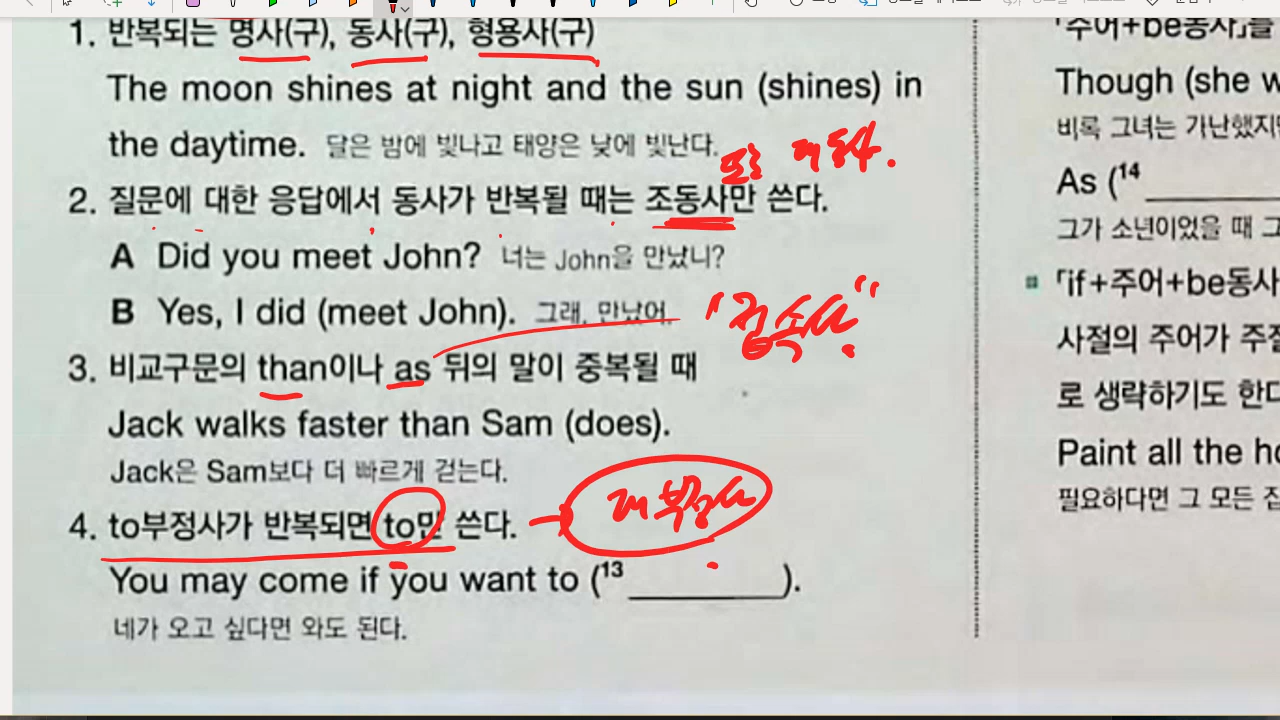 1. 반복되는 명사(구), 동사(구), 형용사(구)
The moon shines at night and the sun (shines) in
the daytime. 달은 밤에 빛나고 태양은 낮에 빛난다.
또는 대동사.
2. 질문에 대한 응답에서 동사가 반복될 때는 조동사만 쓴다.
A Did you meet John? 너는 John을 만났니?
B Yes, I did (meet John). 그래, 만났어.
"접속사"
3. 비교구문의 than이나 as 뒤의 말이 중복될 때
Jack walks faster than Sam (does).
Jack은 Sam보다 더 빠르게 걷는다.
4. to부정사가 반복되면 to만 쓴다.
대부정사
You may come if you want to (13 ________).
네가 오고 싶다면 와도 된다.
「주어+be동사」를
Though (she
비록 그녀는
As (14 ________
그가 소년이었을 때 그
「if+주어+be동사
사절의 주어가 주절
로 생략하기도 한다
Paint all the
필요하다면 그 모든 집